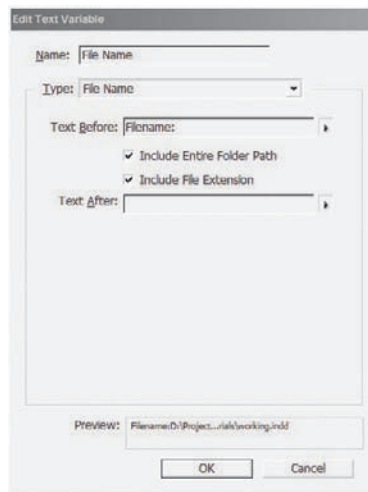 Edit Text Variable
Name: File Name
Type: File Name
Text Before: Filename:
Include Entire Folder Path
Include File Extension
Text After:
Preview: Filename:D:\Project...rials\working.indd
OK Cancel